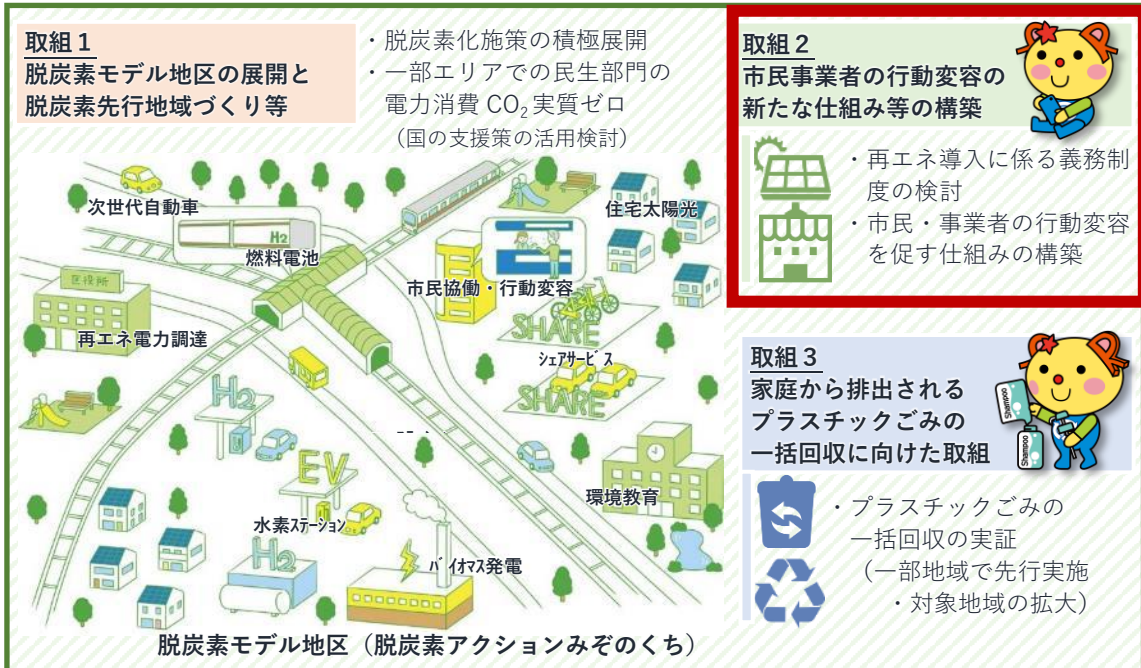 取組1
脱炭素モデル地区の展開と
脱炭素先行地域づくり等
・脱炭素化施策の積極展開
・一部エリアでの民生部門の
電力消費 CO₂ 実質ゼロ
（国の支援策の活用検討）
次世代自動車
H2
燃料電池
住宅太陽光
市民協働・行動変容
区役所
再エネ電力調達
SHARE
シェアサービス
SHARE
H2
EV
水素ステーション
環境教育
H2
バイオマス発電
脱炭素モデル地区（脱炭素アクションみぞのくち）
取組2
市民事業者の行動変容の
新たな仕組み等の構築
・再エネ導入に係る義務制
度の検討
・市民・事業者の行動変容
を促す仕組みの構築
取組3
家庭から排出される
プラスチックごみの
一括回収に向けた取組
Shampoo
Shampoo
・プラスチックごみの
一括回収の実証
（一部地域で先行実施
・対象地域の拡大）